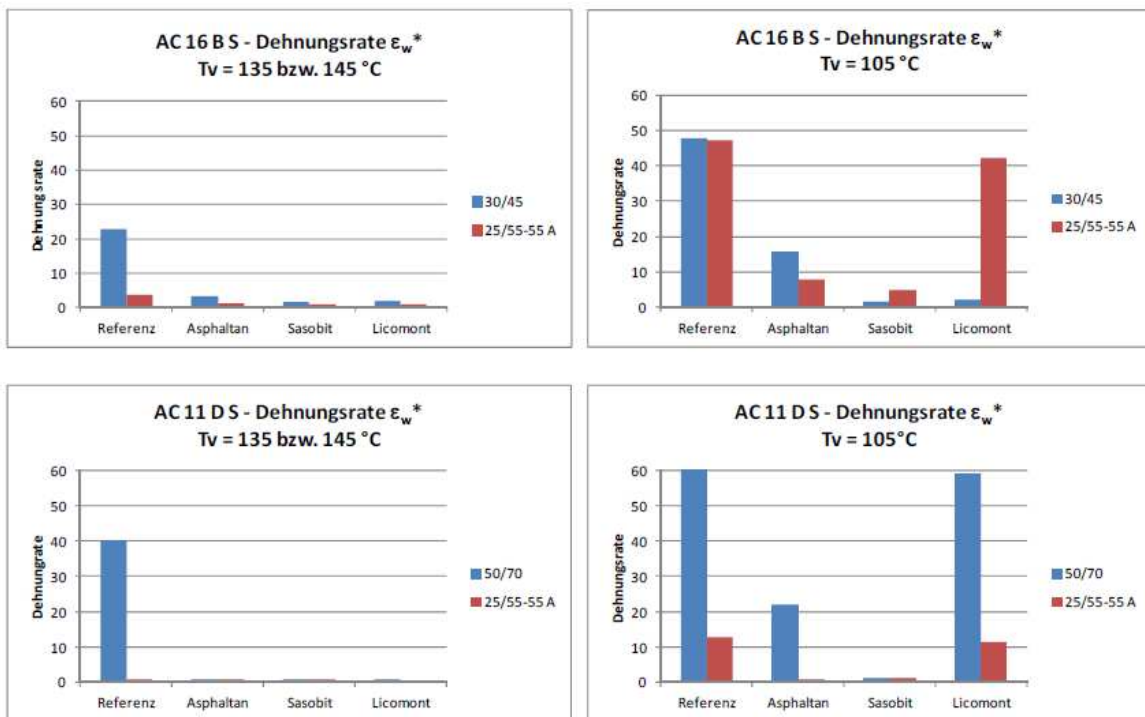 AC 16 B S - Dehnungsrate εw*
Tv = 135 bzw. 145 °C
60
50
40
30
20
10
0
Dehnungsrate
Referenz Asphaltan Sasobit Licomont
30/45
25/55-55 A
AC 16 B S - Dehnungsrate εw*
Tv = 105 °C
60
50
40
30
20
10
0
Dehnungsrate
Referenz Asphaltan Sasobit Licomont
30/45
25/55-55 A
AC 11 D S - Dehnungsrate εw*
Tv = 135 bzw. 145 °C
60
50
40
30
20
10
0
Dehnungrate
Referenz Asphaltan Sasobit Licomont
50/70
25/55-55 A
AC 11 D S - Dehnungsrate εw*
Tv = 105°C
60
50
40
30
20
10
0
Dehnungsrate
Referenz Asphaltan Sasobit Licomont
50/70
25/55-55 A